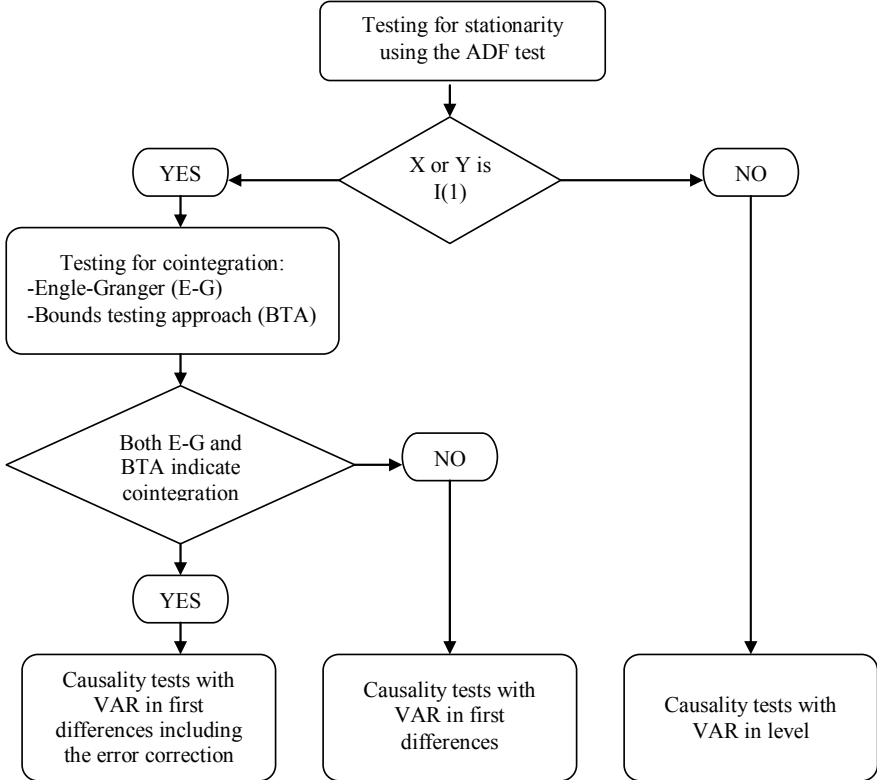 Testing for stationarity
using the ADF test
X or Y is
I(1)
YES
NO
Testing for cointegration:
-Engle-Granger (E-G)
-Bounds testing approach (BTA)
Both E-G and
BTA indicate
cointegration
NO
YES
Causality tests with
VAR in first
differences including
the error correction
Causality tests with
VAR in first
differences
Causality tests with
VAR in level